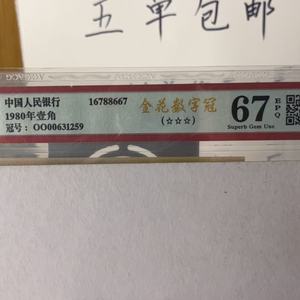 五单包邮
中国人民银行 16788667 金花数字冠 67 EPQ
1980年壹角 (☆☆☆) Superb Gem Unc
冠号：OO00631259